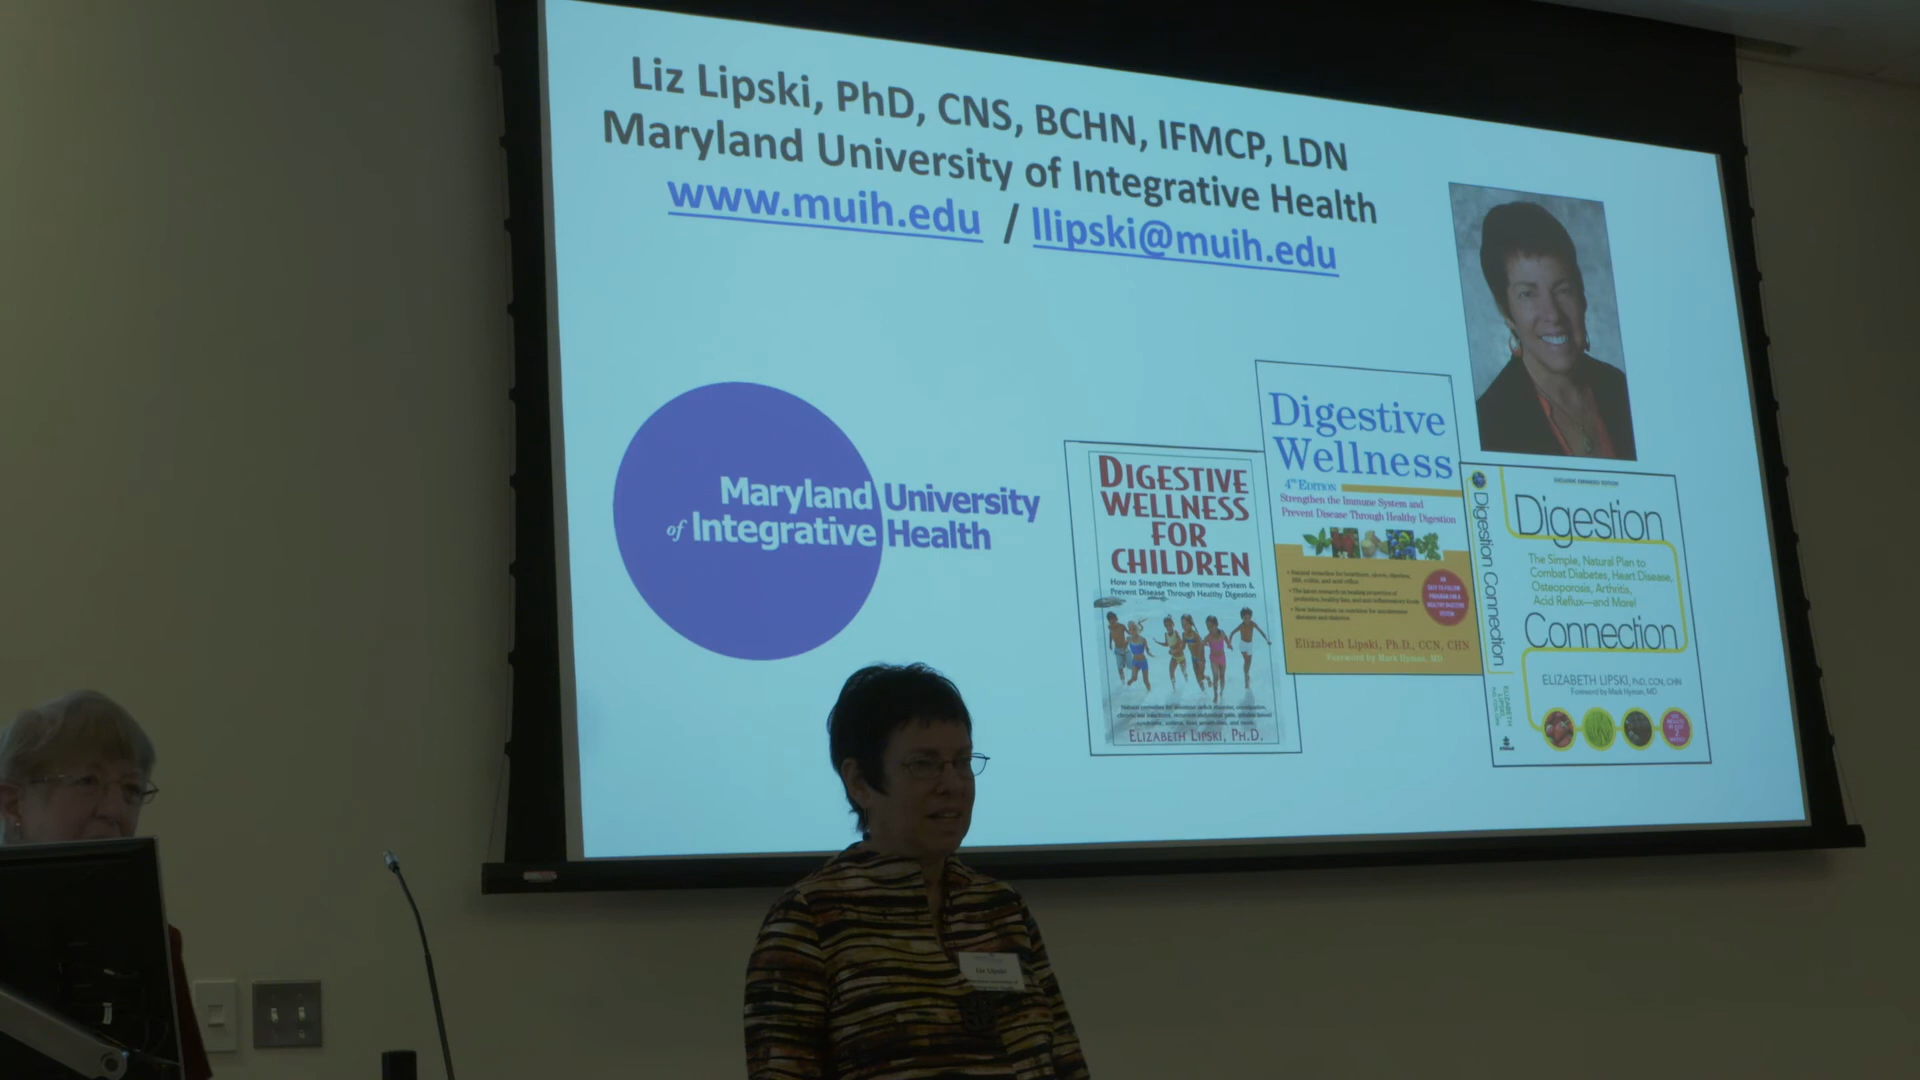 Liz Lipski, PhD, CNS, BCHN, IFMCP, LDN
Maryland University of Integrative Health
www.muih.edu / llipski@muih.edu
Maryland University
of Integrative Health
DIGESTIVE
WELLNESS
FOR
CHILDREN
How to Strengthen the Immune System &
Prevent Disease Through Healthy Digestion
ELIZABETH LIPSKI, PH.D.
Digestive
Wellness
4TH EDITION
Strengthen the Immune System and
Prevent Disease Through Healthy Digestion
Elizabeth Lipski, Ph.D., CCN, CHN
Foreword by Mark Hyman, MD
Digestion Connection
Digestion
The Simple, Natural Plan to
Combat Diabetes, Heart Disease,
Osteoporosis, Arthritis,
Acid Reflux—and More!
Connection
ELIZABETH LIPSKI, PhD, CCN, CHN
Foreword by Mark Hyman, MD
Liz Lipski